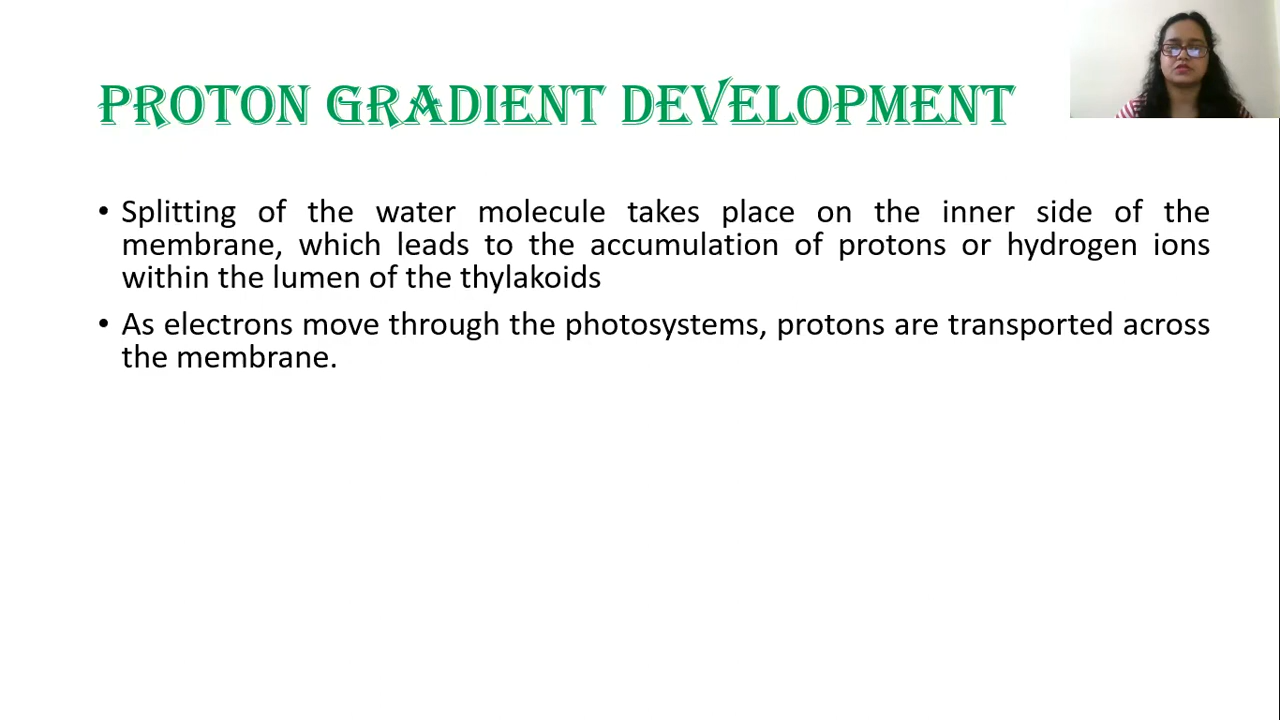 PROTON GRADIENT DEVELOPMENT
• Splitting of the water molecule takes place on the inner side of the
membrane, which leads to the accumulation of protons or hydrogen ions
within the lumen of the thylakoids
• As electrons move through the photosystems, protons are transported across
the membrane.